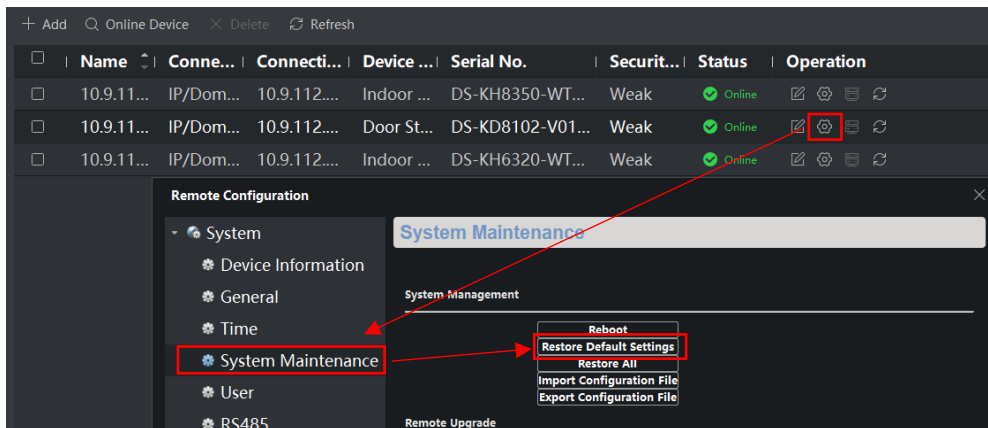 Add Online Device Delete Refresh
Name Conne... Connecti... Device ... Serial No. Securit... Status Operation
10.9.11... IP/Dom... 10.9.112.... Indoor ... DS-KH8350-WT... Weak Online
10.9.11... IP/Dom... 10.9.112.... Door St... DS-KD8102-V01... Weak Online
10.9.11... IP/Dom... 10.9.112.... Indoor ... DS-KH6320-WT... Weak Online
Remote Configuration
System
Device Information
General
Time
System Maintenance
User
RS485
System Maintenance
System Management
Reboot
Restore Default Settings
Restore All
Import Configuration File
Export Configuration File
Remote Upgrade